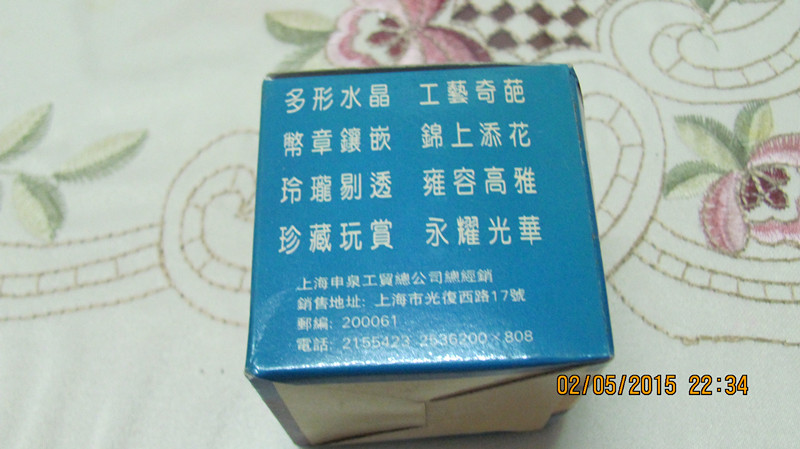 多形水晶 工藝奇葩
幣章鑲嵌 錦上添花
玲瓏剔透 雍容高雅
珍藏玩賞 永耀光華
上海申泉工貿總公司總經銷
銷售地址: 上海市光復西路17號
郵編: 200061
電話: 2155423 2536200×808
02/05/2015 22:34